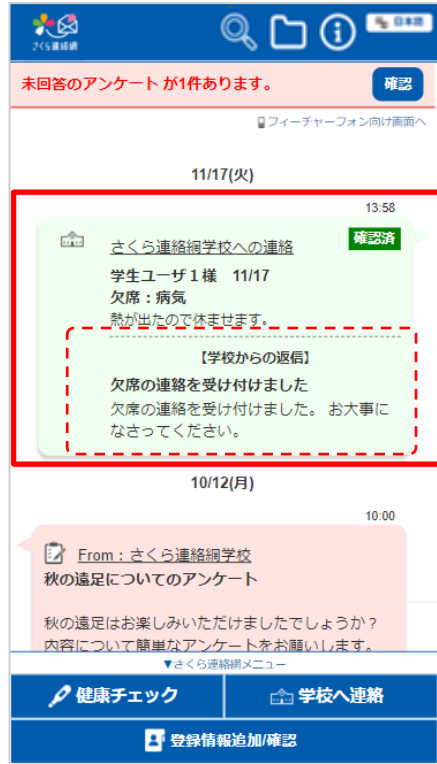 さくら連絡網
日本語
未回答のアンケート が1件あります。
確認
フィーチャーフォン向け画面へ
11/17(火)
13:58
さくら連絡網学校への連絡
確認済
学生ユーザ１様 11/17
欠席：病気
熱が出たので休ませます。
【学校からの返信】
欠席の連絡を受け付けました
欠席の連絡を受け付けました。 お大事に
なさってください。
10/12(月)
10:00
From：さくら連絡網学校
秋の遠足についてのアンケート
秋の遠足はお楽しみいただけましたでしょうか？
内容について簡単なアンケートをお願いします。
▼さくら連絡網メニュー
健康チェック
学校へ連絡
登録情報追加/確認